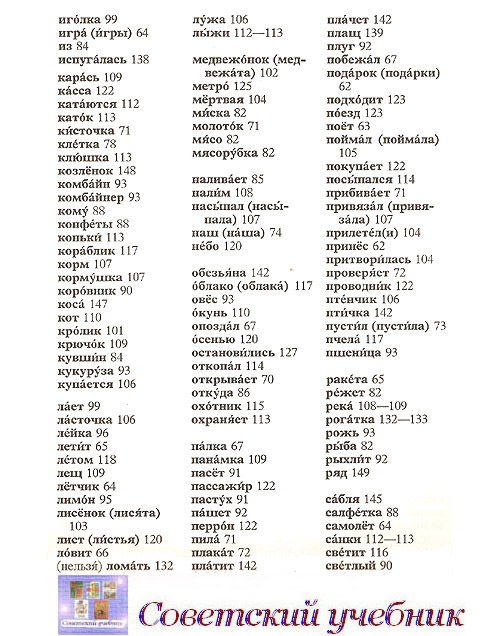 иго́лка 99
игра́ (и́гры) 64
из 84
испуга́лась 138
кара́сь 109
ка́сса 122
ката́ются 112
като́к 113
ки́сточка 71
кле́тка 78
клю́шка 113
козлёнок 148
комба́йн 93
комба́йнер 93
кому́ 88
конфе́ты 88
коньки́ 113
кора́блик 117
корм 107
корму́шка 107
коро́вник 90
коса́ 147
кот 110
кро́лик 101
крючо́к 109
кувши́н 84
кукуру́за 93
купа́ется 106
ла́ет 99
ла́сточка 106
ле́йка 96
лети́т 65
ле́том 118
лещ 109
лётчик 64
лимо́н 95
лисёнок (лися́та)
103
лист (ли́стья) 120
ло́вит 66
(нельзя́) лома́ть 132
лу́жа 106
лы́жи 112—113
медвежо́нок (мед-
вежа́та) 102
метро́ 125
мёртвая 104
ми́ска 82
молото́к 71
мя́со 82
мясору́бка 82
налива́ет 85
нали́м 108
насы́пал (насы́-
пала) 107
наш (на́ша) 74
не́бо 120
обезья́на 142
о́блако (облака́) 117
овёс 93
о́кунь 110
опозда́л 67
о́сенью 120
останови́лись 127
откопа́л 114
открыва́ет 70
отку́да 86
охо́тник 115
охраня́ет 113
па́лка 67
пана́мка 109
пасёт 91
пассажи́р 122
пасту́х 91
па́шет 92
перро́н 122
пила́ 71
плака́т 72
пла́тит 142
пла́чет 142
плащ 139
плуг 92
побежа́л 67
пода́рок (пода́рки)
62
подхо́дит 123
по́езд 123
поёт 63
пойма́л (пойма́ла)
105
покупа́ет 122
посы́пался 114
прибива́ет 71
привяза́л (привя-
за́ла) 107
прилете́л(и) 104
принёс 62
притвори́лась 104
проверя́ет 72
проводни́к 122
пте́нчик 106
пти́чка 142
пусти́л (пусти́ла) 73
пчела́ 117
пшени́ца 93
раке́та 65
ре́жет 82
река́ 108—109
рога́тка 132—133
рожь 93
ры́ба 82
рыхли́т 92
ряд 149
са́бля 145
салфе́тка 88
самолёт 64
са́нки 112—113
све́тит 116
све́тлый 90
Советский учебник
Советский учебник